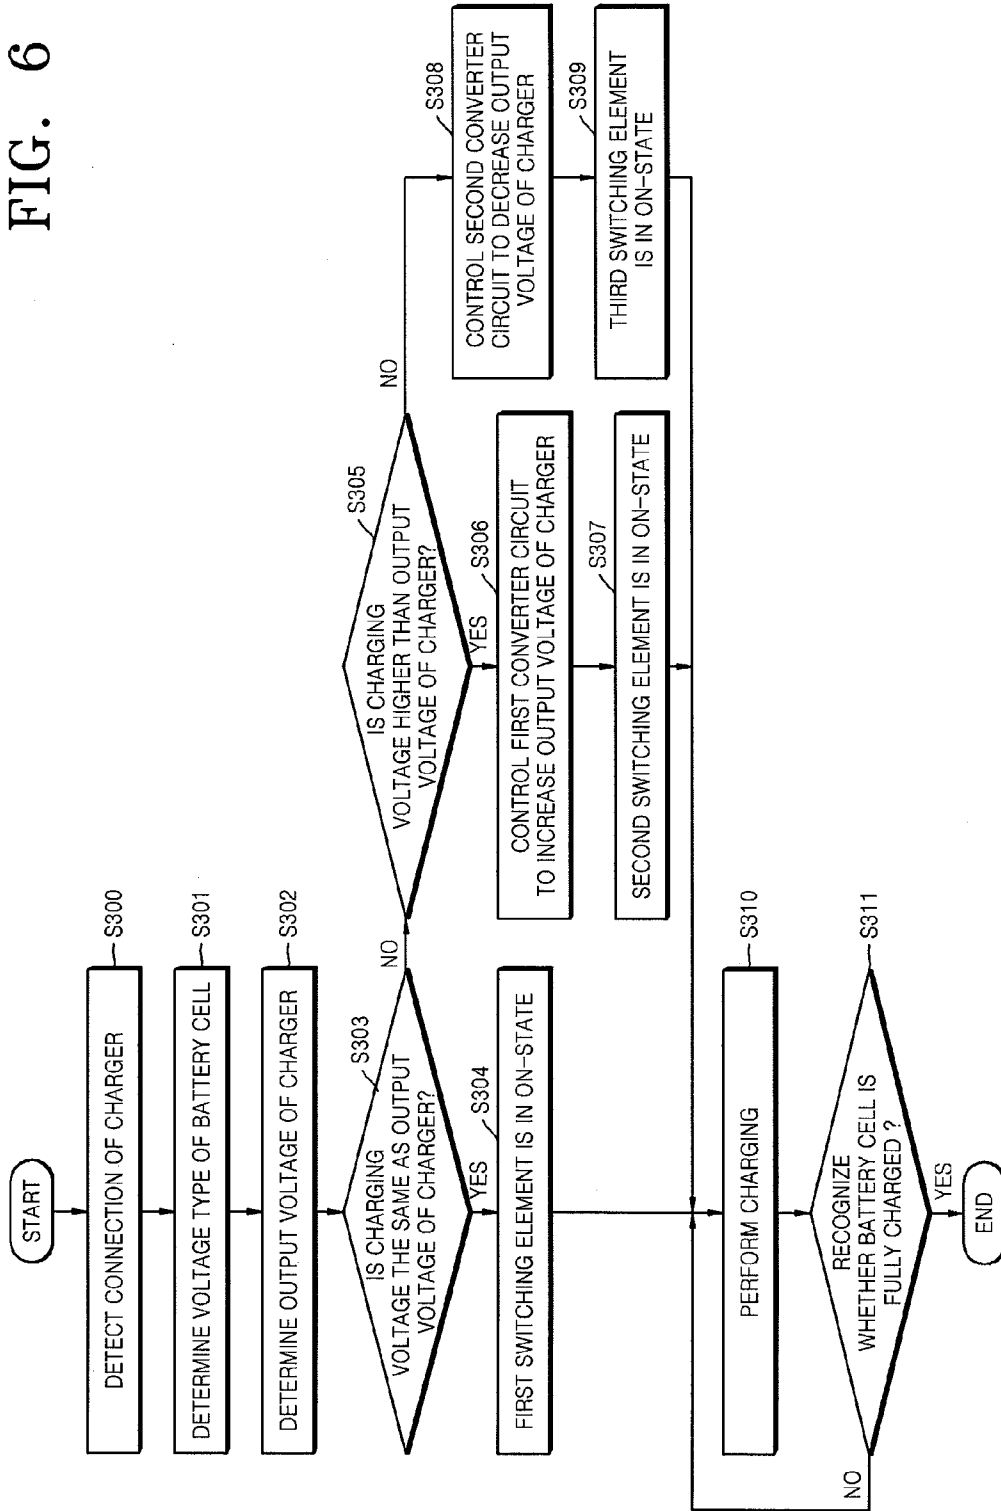 FIG. 6
START
DETECT CONNECTION OF CHARGER
S300
DETERMINE VOLTAGE TYPE OF BATTERY CELL
S301
DETERMINE OUTPUT VOLTAGE OF CHARGER
S302
IS CHARGING
VOLTAGE THE SAME AS OUTPUT
VOLTAGE OF CHARGER?
S303
NO
YES
FIRST SWITCHING ELEMENT IS IN ON-STATE
S304
IS CHARGING
VOLTAGE HIGHER THAN OUTPUT
VOLTAGE OF CHARGER?
S305
NO
YES
CONTROL FIRST CONVERTER CIRCUIT
TO INCREASE OUTPUT VOLTAGE OF CHARGER
S306
SECOND SWITCHING ELEMENT IS IN ON-STATE
S307
CONTROL SECOND CONVERTER
CIRCUIT TO DECREASE OUTPUT
VOLTAGE OF CHARGER
S308
THIRD SWITCHING ELEMENT
IS IN ON-STATE
S309
PERFORM CHARGING
S310
RECOGNIZE
WHETHER BATTERY CELL IS
FULLY CHARGED ?
S311
NO
YES
END